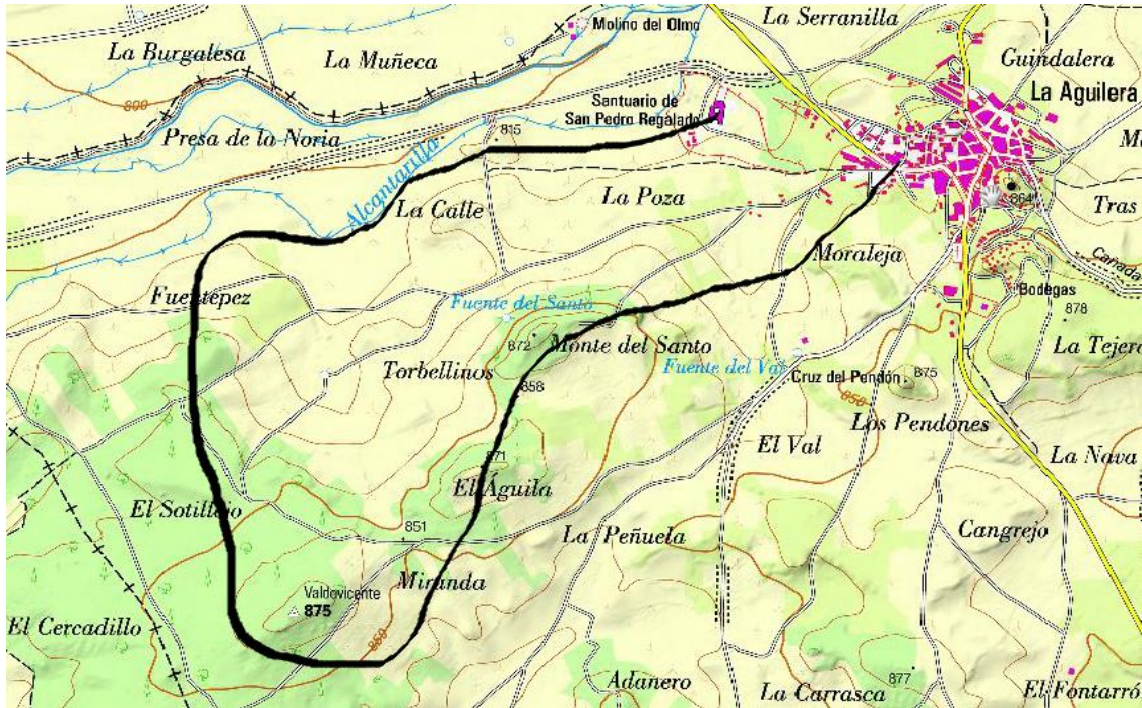 La Serranilla
Molino del Olmo
La Burgalesa
La Muñeca
Guindalera
La Aguilera
800
Santuario de
San Pedro Regalado
Presa de la Noria
815
Alcantarilla
La Calle
La Poza
864
Tras
Moraleja
Cañada
Bodegas
Fuentepez
Fuente del Santo
878
872
Monte del Santo
La Tejera
Torbellinos
858
Fuente del Val
Cruz del Pendón
875
850
Los Pendones
El Val
La Nava
871
El Aguila
El Sotillejo
851
La Peñuela
Cangrejo
Miranda
Valdovicente
875
El Cercadillo
850
Adanero
La Carrasca
877
El Fontarró